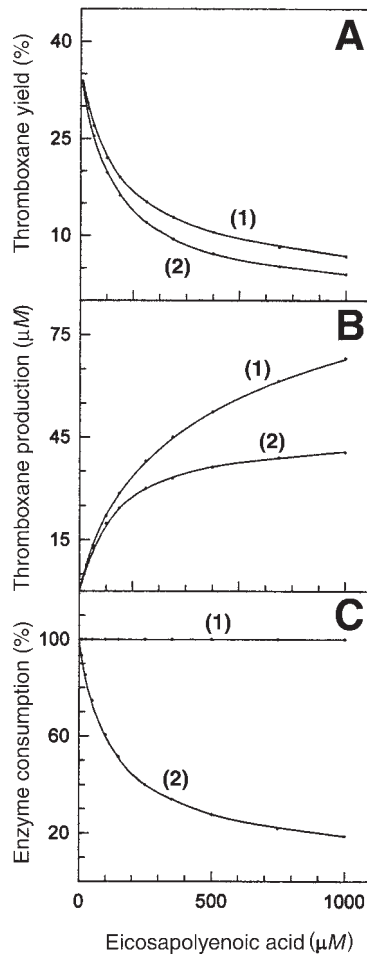 A
Thromboxane yield (%)
40
25
10
(1)
(2)
B
Thromboxane production (μM)
75
45
15
(1)
(2)
C
Enzyme consumption (%)
100
60
20
(1)
(2)
0 500 1000
Eicosapolyenoic acid (μM)